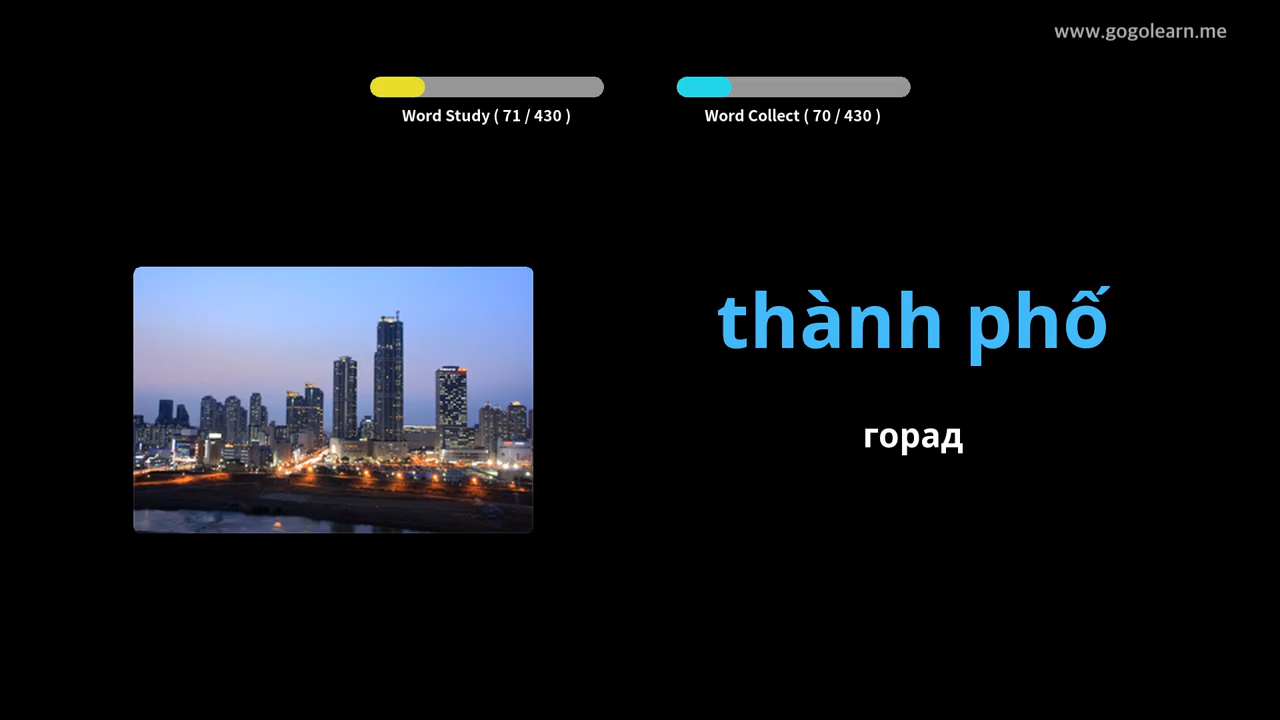 www.gogolearn.me
Word Study ( 71 / 430 )
Word Collect ( 70 / 430 )
thành phố
горад